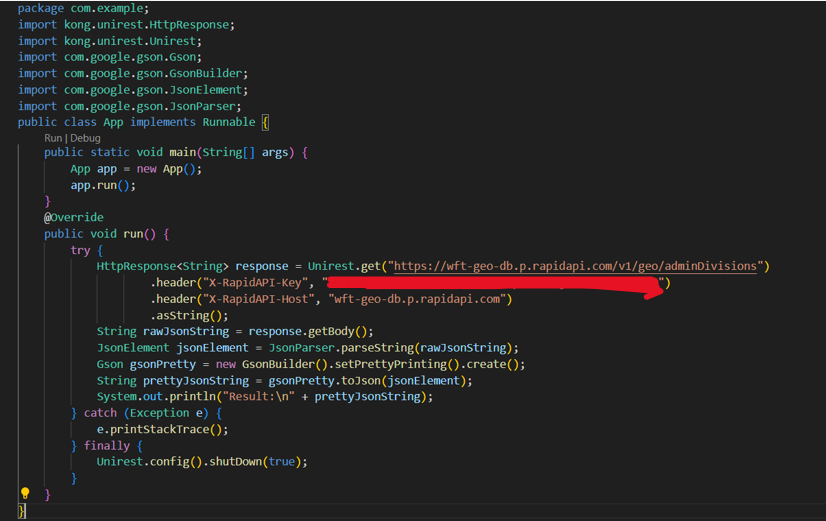 package com.example;
import kong.unirest.HttpResponse;
import kong.unirest.Unirest;
import com.google.gson.Gson;
import com.google.gson.GsonBuilder;
import com.google.gson.JsonElement;
import com.google.gson.JsonParser;
public class App implements Runnable {
Run | Debug
public static void main(String[] args) {
App app = new App();
app.run();
}
@Override
public void run() {
try {
HttpResponse<String> response = Unirest.get("https://wft-geo-db.p.rapidapi.com/v1/geo/adminDivisions")
.header("X-RapidAPI-Key", "")
.header("X-RapidAPI-Host", "wft-geo-db.p.rapidapi.com")
.asString();
String rawJsonString = response.getBody();
JsonElement jsonElement = JsonParser.parseString(rawJsonString);
Gson gsonPretty = new GsonBuilder().setPrettyPrinting().create();
String prettyJsonString = gsonPretty.toJson(jsonElement);
System.out.println("Result:\n" + prettyJsonString);
} catch (Exception e) {
e.printStackTrace();
} finally {
Unirest.config().shutDown(true);
}
}
}